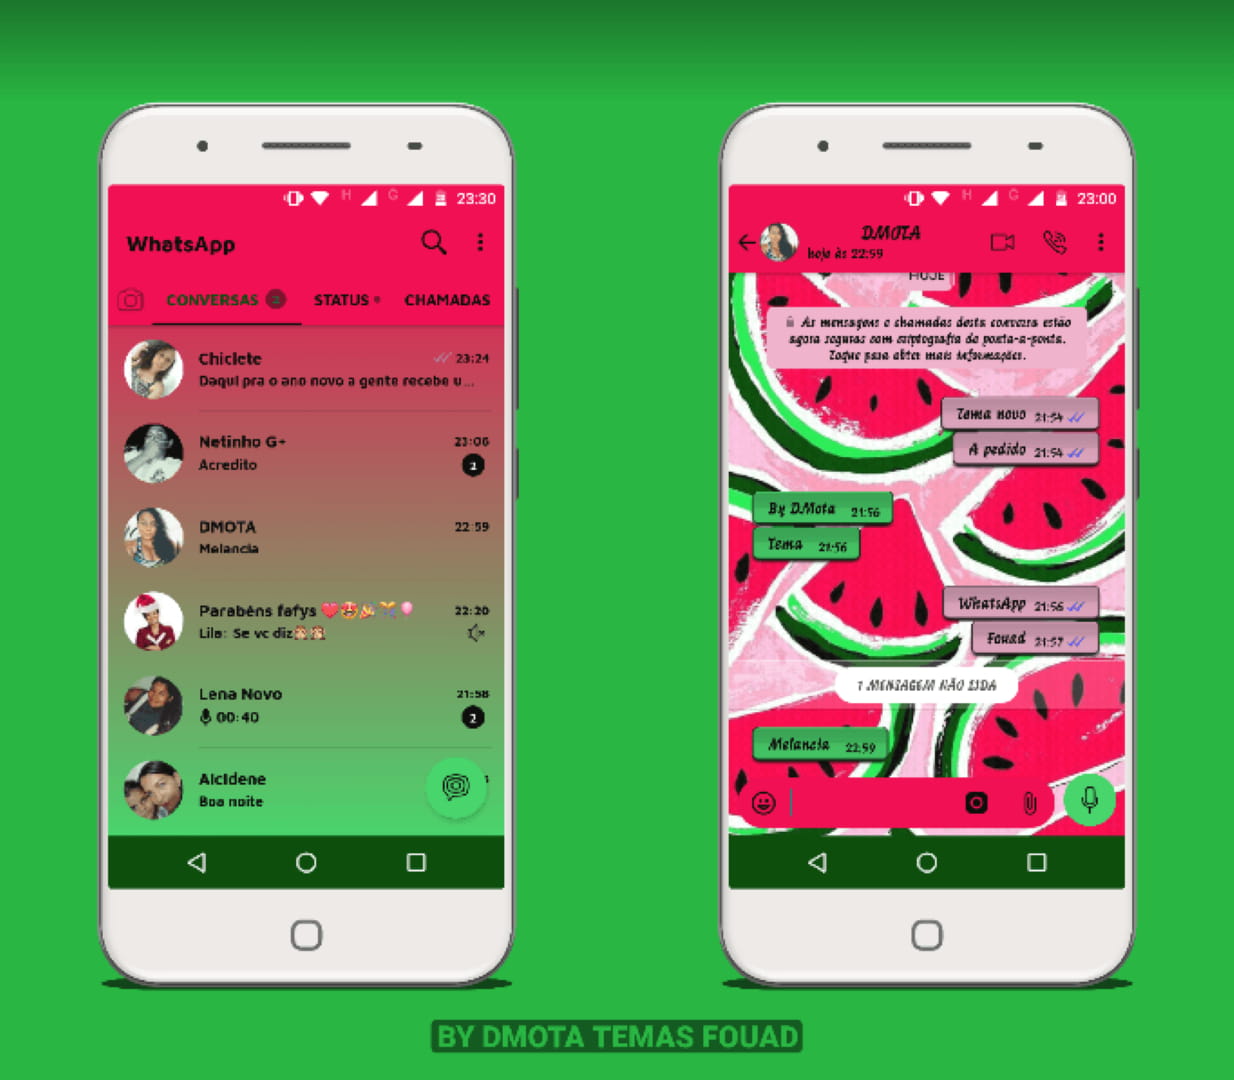 H G 23:30
WhatsApp
CONVERSAS 2 STATUS CHAMADAS
Chiclete 23:24
Daqui pra o ano novo a gente recebe u...
Netinho G+ 23:06
Acredito 2
DMOTA 22:59
Melancia
Parabéns fafys 22:20
Lila: Se vc diz
Lena Novo 21:58
00:40 2
Alcidene
Boa noite
H G 23:00
DMOTA
hoje às 22:59
HOJE
As mensagens e chamadas desta conversa estão
agora seguras com criptografia de ponta-a-ponta.
Toque para obter mais informações.
Tema novo 21:54
A pedido 21:54
By DMota 21:56
Tema 21:56
WhatsApp 21:56
Fouad 21:57
1 MENSAGEM NÃO LIDA
Melancia 22:59
BY DMOTA TEMAS FOUAD